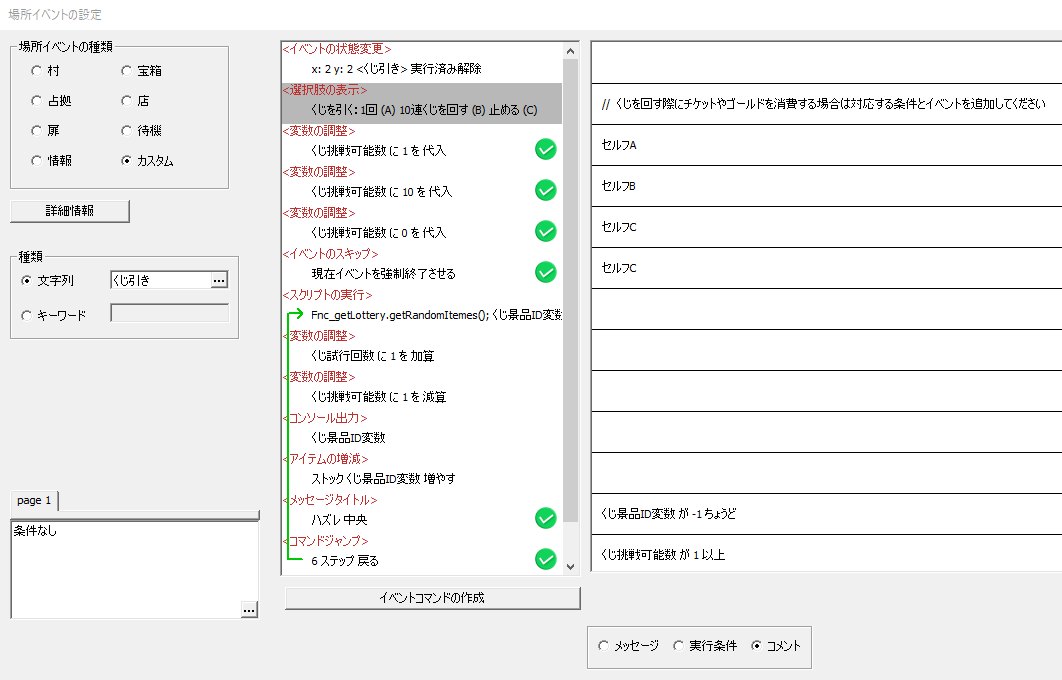 場所イベントの設定
場所イベントの種類
村
宝箱
占拠
店
扉
待機
情報
カスタム
詳細情報
種類
文字列
くじ引き
...
キーワード
page 1
条件なし
...
<イベントの状態変更>
x: 2 y: 2 <くじ引き> 実行済み解除
<選択肢の表示>
くじを引く: 1回 (A) 10連くじを回す (B) 止める (C)
<変数の調整>
くじ挑戦可能数 に 1 を 代入
<変数の調整>
くじ挑戦可能数 に 10 を 代入
<変数の調整>
くじ挑戦可能数 に 0 を 代入
<イベントのスキップ>
現在イベントを強制終了させる
<スクリプトの実行>
Fnc_getLottery.getRandomItemes(); くじ景品ID変数
<変数の調整>
くじ試行回数 に 1 を 加算
<変数の調整>
くじ挑戦可能数 に 1 を 減算
<コンソール出力>
くじ景品ID変数
<アイテムの増減>
ストック くじ景品ID変数 増やす
<メッセージタイトル>
ハズレ 中央
<コマンドジャンプ>
6 ステップ 戻る
イベントコマンドの作成
// くじを回す際にチケットやゴールドを消費する場合は対応する条件とイベントを追加してください
セルフA
セルフB
セルフC
セルフC
くじ景品ID変数 が -1 ちょうど
くじ挑戦可能数 が 1 以上
メッセージ
実行条件
コメント